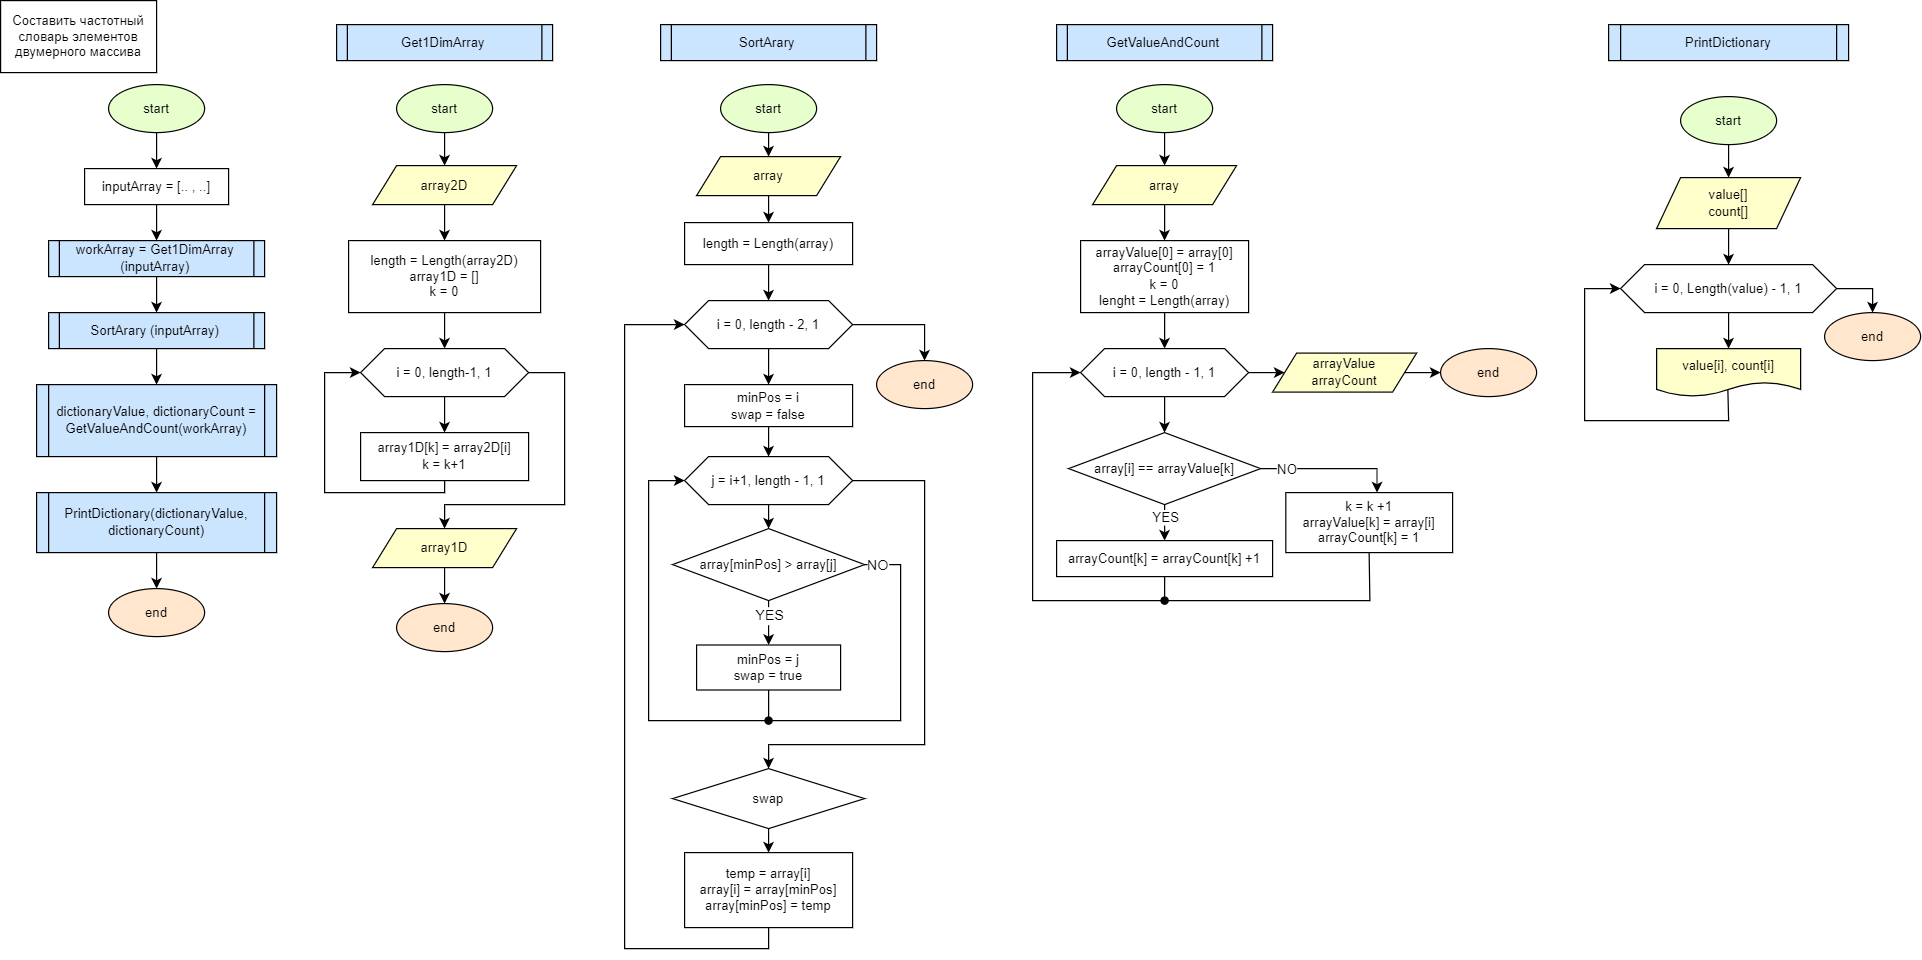 Составить частотный
словарь элементов
двумерного массива
start
inputArray = [.. , ..]
workArray = Get1DimArray
(inputArray)
SortArary (inputArray)
dictionaryValue, dictionaryCount =
GetValueAndCount(workArray)
PrintDictionary(dictionaryValue,
dictionaryCount)
end
Get1DimArray
start
array2D
length = Length(array2D)
array1D = []
k = 0
i = 0, length-1, 1
array1D[k] = array2D[i]
k = k+1
array1D
end
SortArary
start
array
length = Length(array)
i = 0, length - 2, 1
end
minPos = i
swap = false
j = i+1, length - 1, 1
array[minPos] > array[j]
NO
YES
minPos = j
swap = true
swap
temp = array[i]
array[i] = array[minPos]
array[minPos] = temp
GetValueAndCount
start
array
arrayValue[0] = array[0]
arrayCount[0] = 1
k = 0
lenght = Length(array)
i = 0, length - 1, 1
arrayValue
arrayCount
end
array[i] == arrayValue[k]
NO
YES
k = k +1
arrayValue[k] = array[i]
arrayCount[k] = 1
arrayCount[k] = arrayCount[k] +1
PrintDictionary
start
value[]
count[]
i = 0, Length(value) - 1, 1
end
value[i], count[i]